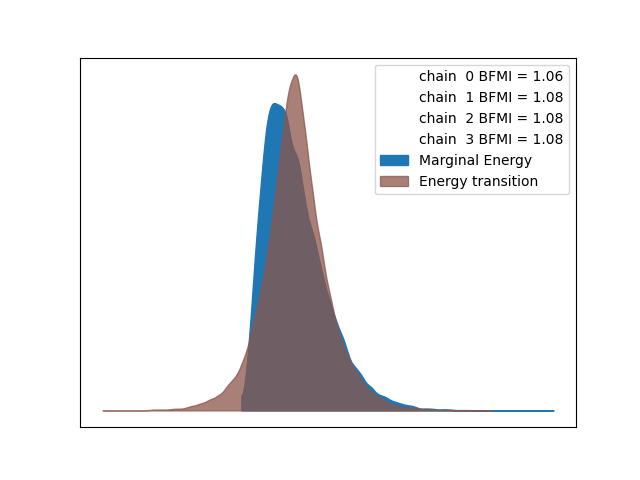 chain  0 BFMI = 1.06
chain  1 BFMI = 1.08
chain  2 BFMI = 1.08
chain  3 BFMI = 1.08
Marginal Energy
Energy transition